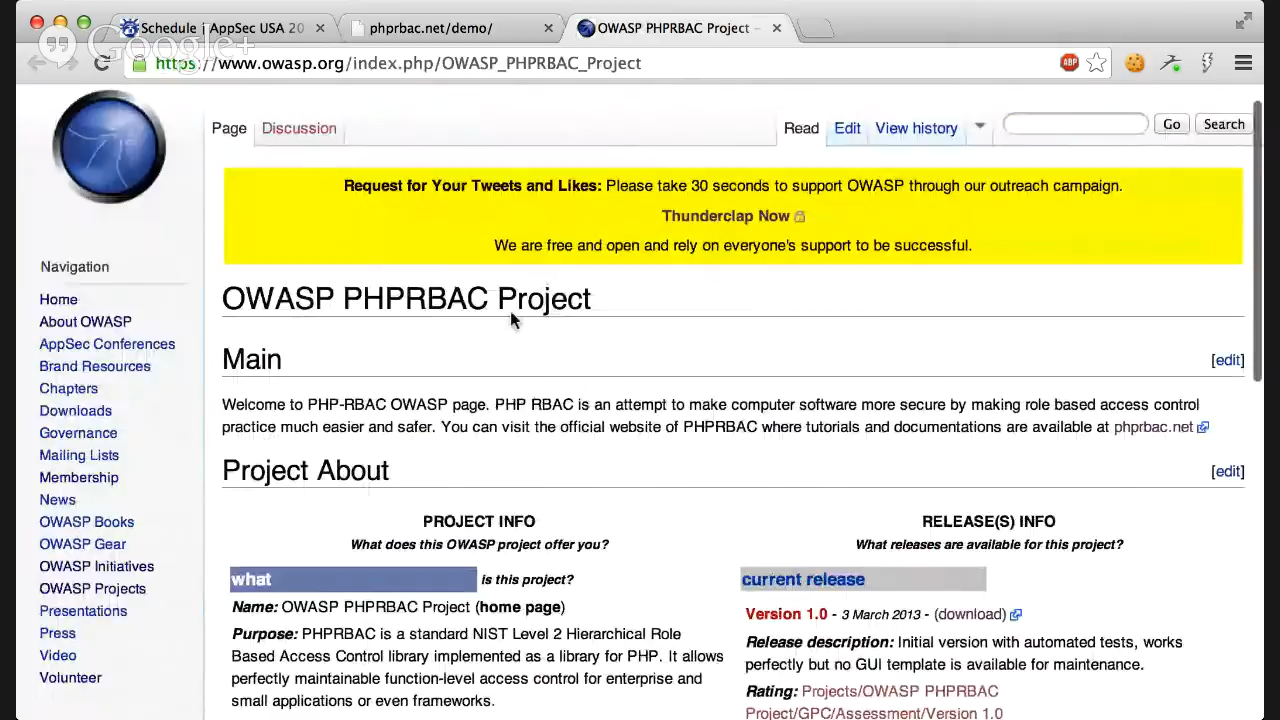 Schedule | AppSec USA 20
phprbac.net/demo/
OWASP PHPRBAC Project –
Google+
https://www.owasp.org/index.php/OWASP_PHPRBAC_Project
ABP
Page
Discussion
Read
Edit
View history
Go
Search
Request for Your Tweets and Likes: Please take 30 seconds to support OWASP through our outreach campaign.
Thunderclap Now
We are free and open and rely on everyone's support to be successful.
Navigation
Home
About OWASP
AppSec Conferences
Brand Resources
Chapters
Downloads
Governance
Mailing Lists
Membership
News
OWASP Books
OWASP Gear
OWASP Initiatives
OWASP Projects
Presentations
Press
Video
Volunteer
OWASP PHPRBAC Project
Main
[edit]
Welcome to PHP-RBAC OWASP page. PHP RBAC is an attempt to make computer software more secure by making role based access control
practice much easier and safer. You can visit the official website of PHPRBAC where tutorials and documentations are available at phprbac.net
Project About
[edit]
PROJECT INFO
What does this OWASP project offer you?
what is this project?
Name: OWASP PHPRBAC Project (home page)
Purpose: PHPRBAC is a standard NIST Level 2 Hierarchical Role
Based Access Control library implemented as a library for PHP. It allows
perfectly maintainable function-level access control for enterprise and
small applications or even frameworks.
RELEASE(S) INFO
What releases are available for this project?
current release
Version 1.0 - 3 March 2013 - (download)
Release description: Initial version with automated tests, works
perfectly but no GUI template is available for maintenance.
Rating: Projects/OWASP PHPRBAC
Project/GPC/Assessment/Version 1.0